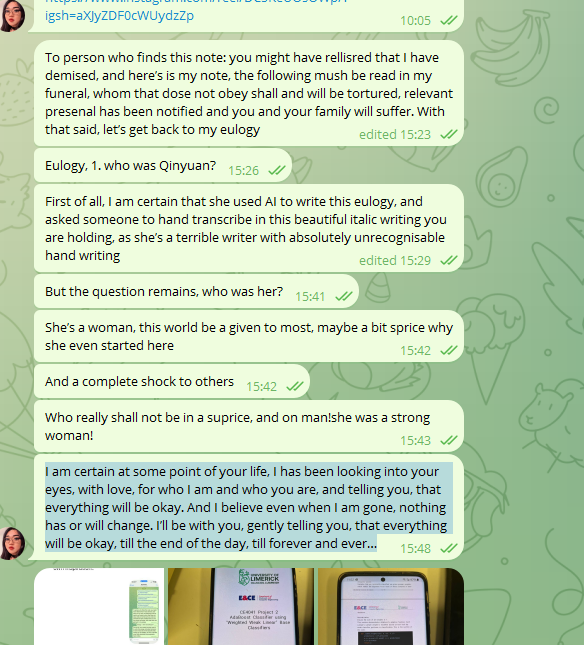 igsh=aXJyZDF0cWUydzZp
10:05
To person who finds this note: you might have rellisred that I have
demised, and here's is my note, the following mush be read in my
funeral, whom that dose not obey shall and will be tortured, relevant
presenal has been notified and you and your family will suffer. With
that said, let's get back to my eulogy
edited 15:23
Eulogy, 1. who was Qinyuan?
15:26
First of all, I am certain that she used AI to write this eulogy, and
asked someone to hand transcribe in this beautiful italic writing you
are holding, as she's a terrible writer with absolutely unrecognisable
hand writing
edited 15:29
But the question remains, who was her?
15:41
She's a woman, this world be a given to most, maybe a bit sprice why
she even started here
15:42
And a complete shock to others
15:42
Who really shall not be in a suprice, and on man!she was a strong
woman!
15:43
I am certain at some point of your life, I has been looking into your
eyes, with love, for who I am and who you are, and telling you, that
everything will be okay. And I believe even when I am gone, nothing
has or will change. I'll be with you, gently telling you, that everything
will be okay, till the end of the day, till forever and ever...
15:48
UNIVERSITY OF
LIMERICK
CE4041 Project 2
AdaBoost Classifier using
"Weighted Weak Linear" Base
Classifiers